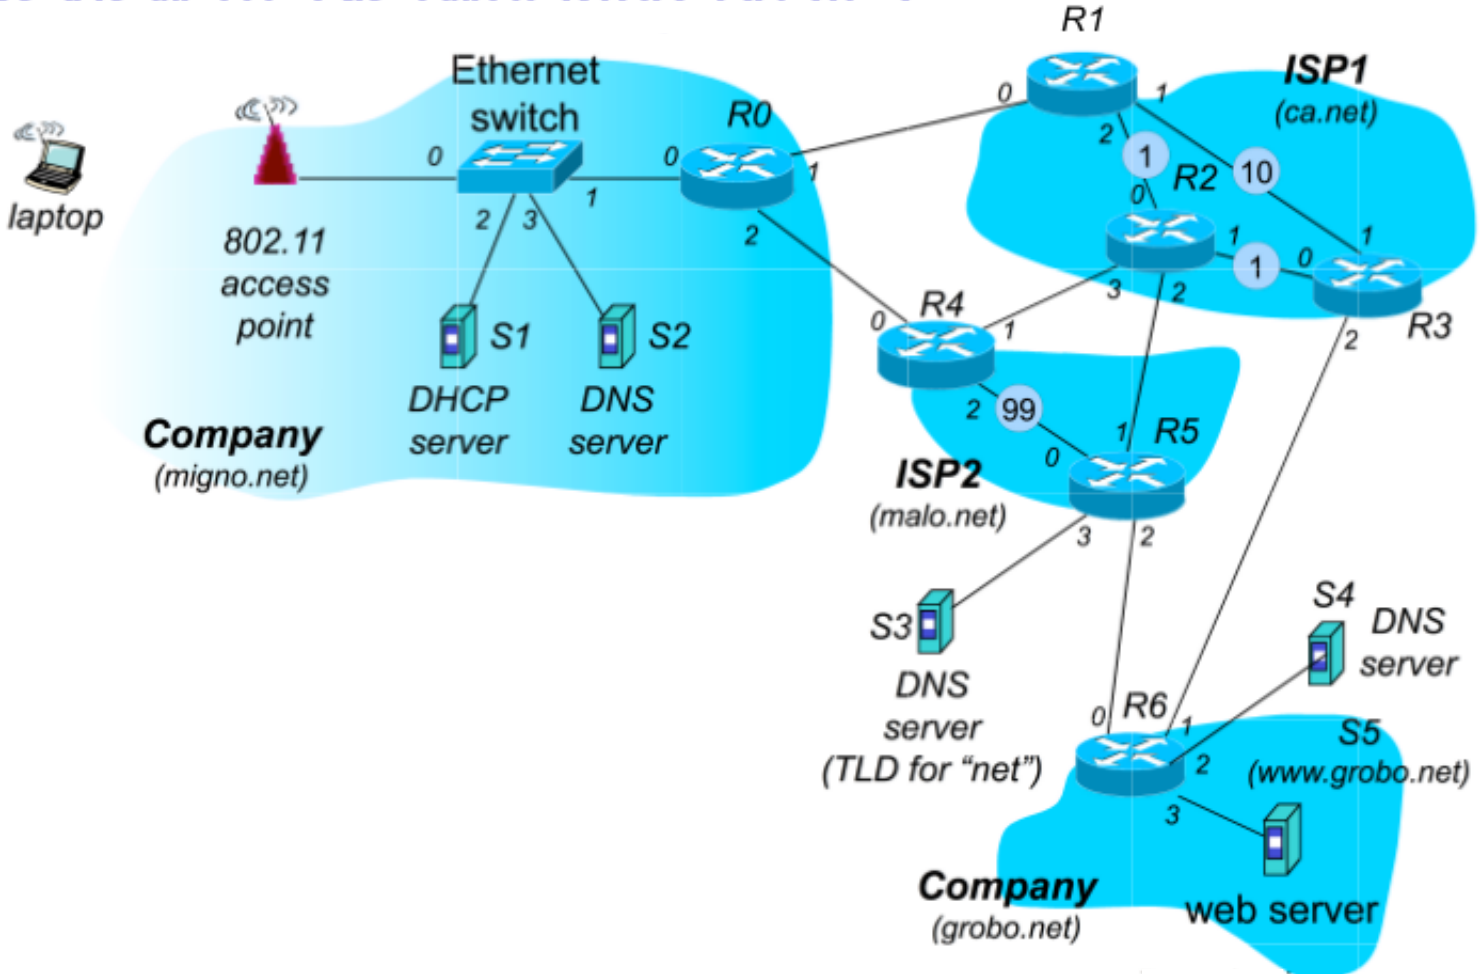 R1
Ethernet
switch
ISP1
(ca.net)
R0
0
1
2
1
10
R2
0
0
0
1
1
laptop
802.11
access
point
2
3
1
2
0
1
1
0
1
3
2
R4
0
1
R3
2
S1
S2
DHCP
server
DNS
server
Company
(migno.net)
2
99
1
R5
0
ISP2
(malo.net)
3
2
S3
DNS
server
(TLD for "net")
S4
DNS
server
0
R6
1
2
3
S5
(www.grobo.net)
Company
(grobo.net)
web server